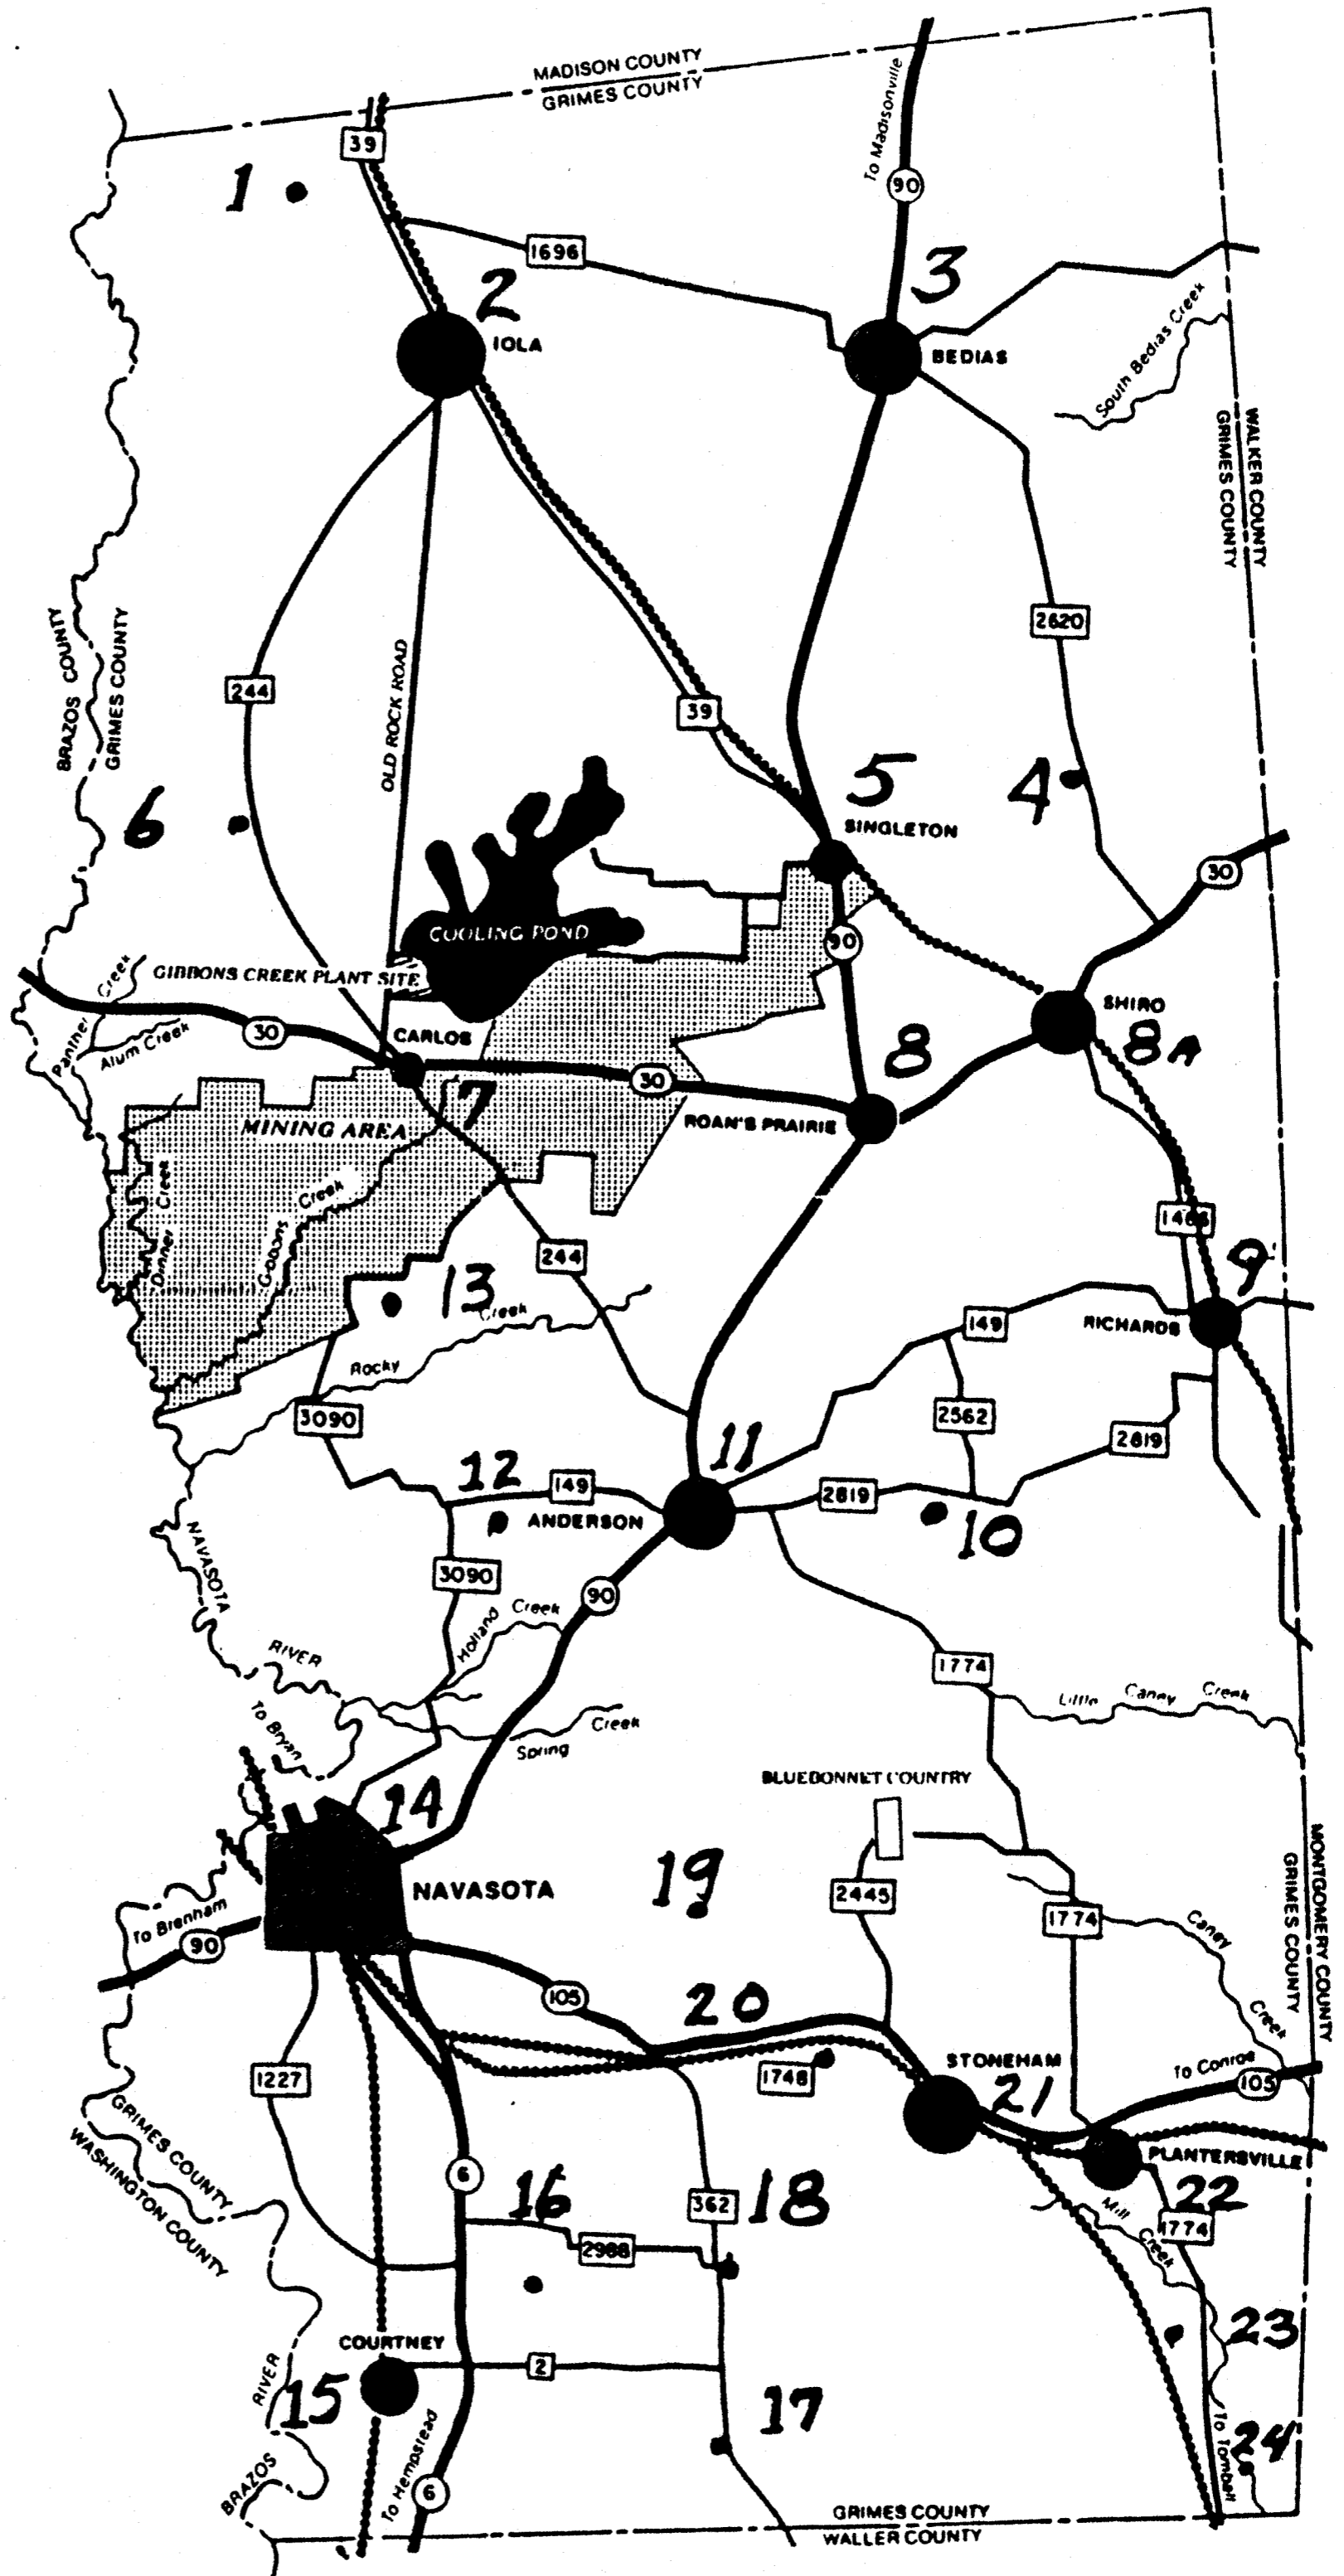 MADISON COUNTY
GRIMES COUNTY
To Madisonville
39
1
90
1696
3
2
IOLA
BEDIAS
South Bedias Creek
WALKER COUNTY
GRIMES COUNTY
BRAZOS COUNTY
GRIMES COUNTY
2620
244
OLD ROCK ROAD
39
5
4
6
SINGLETON
30
COOLING POND
90
GIBBONS CREEK PLANT SITE
Panther Creek
Alum Creek
30
CARLOS
SHIRO
8
8A
30
7
ROAN'S PRAIRIE
MINING AREA
Dinner Creek
Gibbons Creek
1486
244
9
13
Rocky Creek
149
RICHARDS
3090
2562
2819
11
12
149
2819
ANDERSON
10
NAVASOTA
RIVER
3090
90
Holland Creek
1774
Little Caney Creek
To Bryan
Spring Creek
BLUEBONNET COUNTRY
14
19
NAVASOTA
2445
1774
MONTGOMERY COUNTY
GRIMES COUNTY
To Brenham
90
Caney Creek
105
20
STONEHAM
To Conroe
105
1227
1748
21
GRIMES COUNTY
WASHINGTON COUNTY
PLANTERSVILLE
6
16
362
18
22
Mill Creek
1774
2988
23
COURTNEY
2
15
17
RIVER
BRAZOS
To Hempstead
6
24
To Tomball
GRIMES COUNTY
WALLER COUNTY